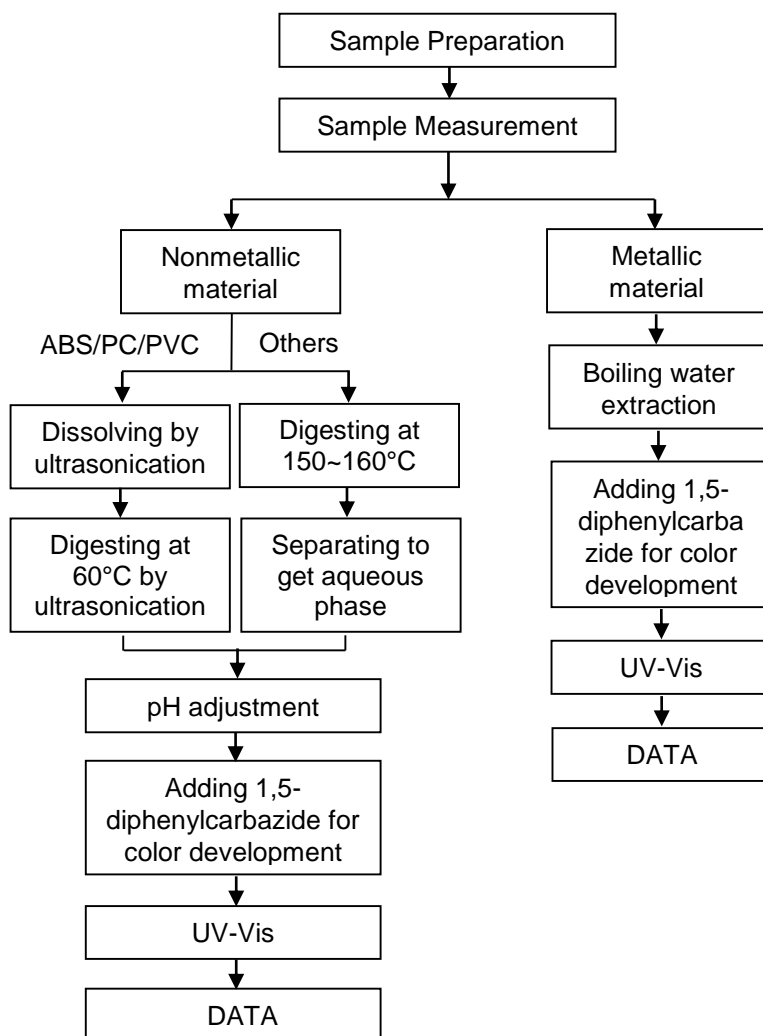 Sample Preparation
Sample Measurement
Nonmetallic
material
ABS/PC/PVC
Others
Dissolving by
ultrasonication
Digesting at
150~160°C
Digesting at
60°C by
ultrasonication
Separating to
get aqueous
phase
pH adjustment
Adding 1,5-
diphenylcarbazide for
color development
UV-Vis
DATA
Metallic
material
Boiling water
extraction
Adding 1,5-
diphenylcarba
zide for color
development
UV-Vis
DATA